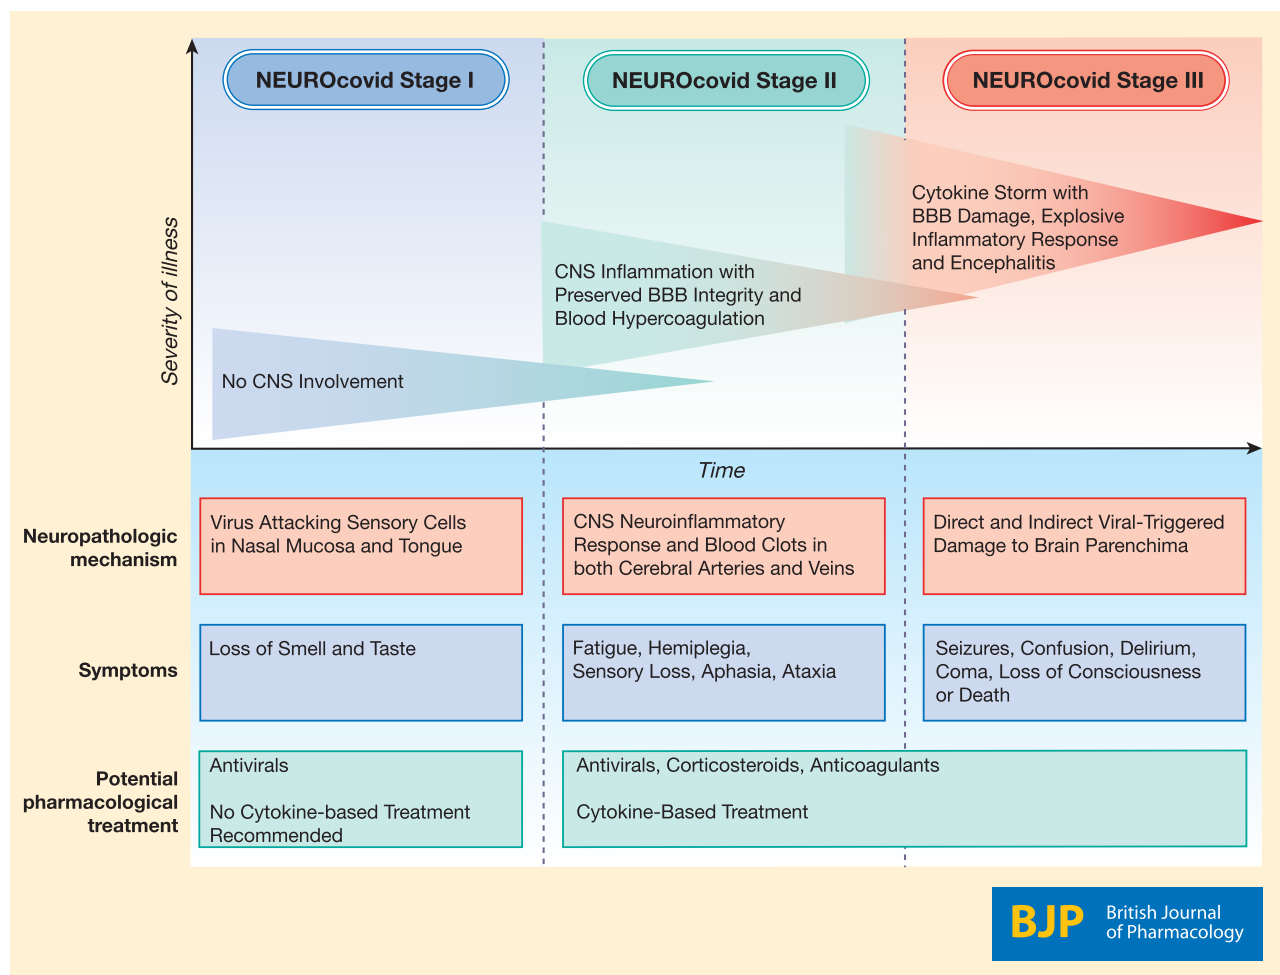 NEUROcovid Stage I
NEUROcovid Stage II
NEUROcovid Stage III
Severity of illness
No CNS Involvement
CNS Inflammation with
Preserved BBB Integrity and
Blood Hypercoagulation
Cytokine Storm with
BBB Damage, Explosive
Inflammatory Response
and Encephalitis
Time
Neuropathologic
mechanism
Virus Attacking Sensory Cells
in Nasal Mucosa and Tongue
CNS Neuroinflammatory
Response and Blood Clots in
both Cerebral Arteries and Veins
Direct and Indirect Viral-Triggered
Damage to Brain Parenchima
Symptoms
Loss of Smell and Taste
Fatigue, Hemiplegia,
Sensory Loss, Aphasia, Ataxia
Seizures, Confusion, Delirium,
Coma, Loss of Consciousness
or Death
Potential
pharmacological
treatment
Antivirals
No Cytokine-based Treatment
Recommended
Antivirals, Corticosteroids, Anticoagulants
Cytokine-Based Treatment
BJP
British Journal
of Pharmacology